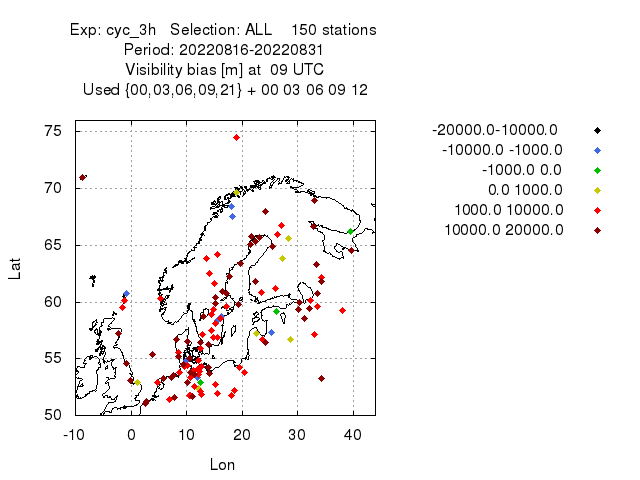 Exp: cyc_3h   Selection: ALL    150 stations
Period: 20220816-20220831
Visibility bias [m] at  09 UTC
Used {00,03,06,09,21} + 00 03 06 09 12
-20000.0-10000.0
-10000.0 -1000.0
-1000.0 0.0
0.0 1000.0
1000.0 10000.0
10000.0 20000.0
75
70
65
60
55
50
Lat
-10 0 10 20 30 40
Lon